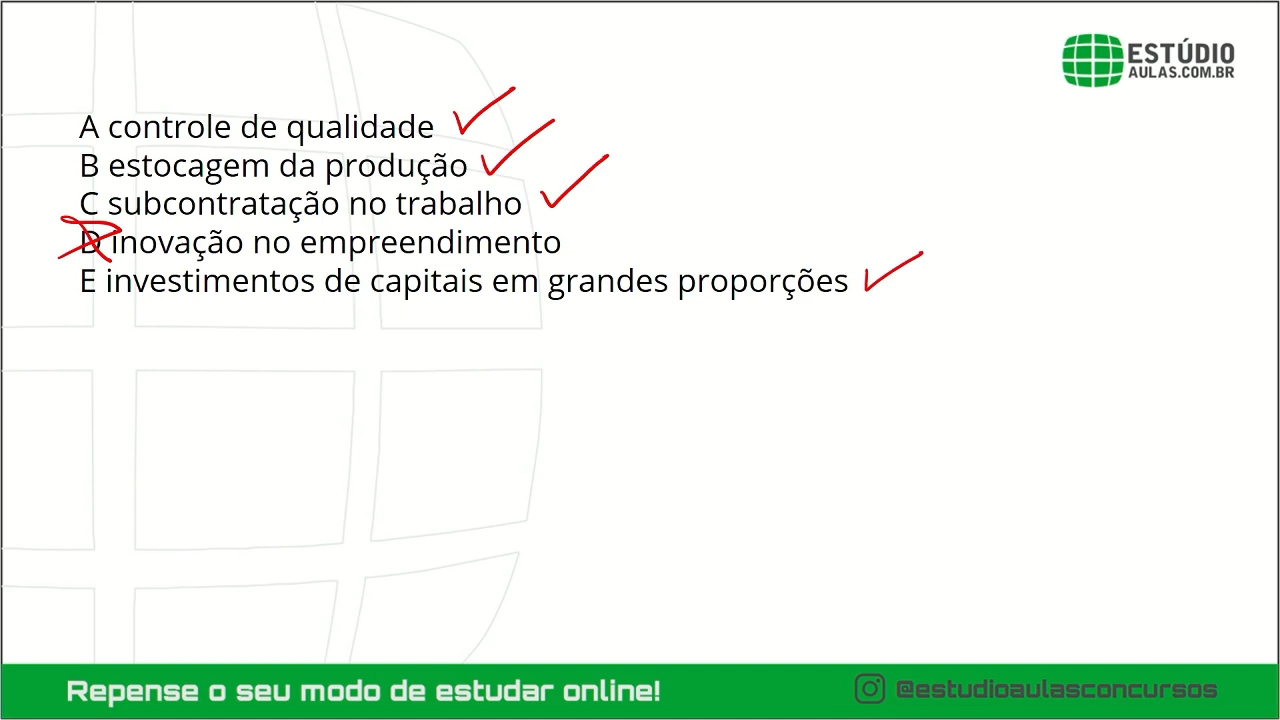 ESTÚDIO
AULAS.COM.BR
A controle de qualidade
B estocagem da produção
C subcontratação no trabalho
D inovação no empreendimento
E investimentos de capitais em grandes proporções
Repense o seu modo de estudar online!
@estudioaulasconcursos